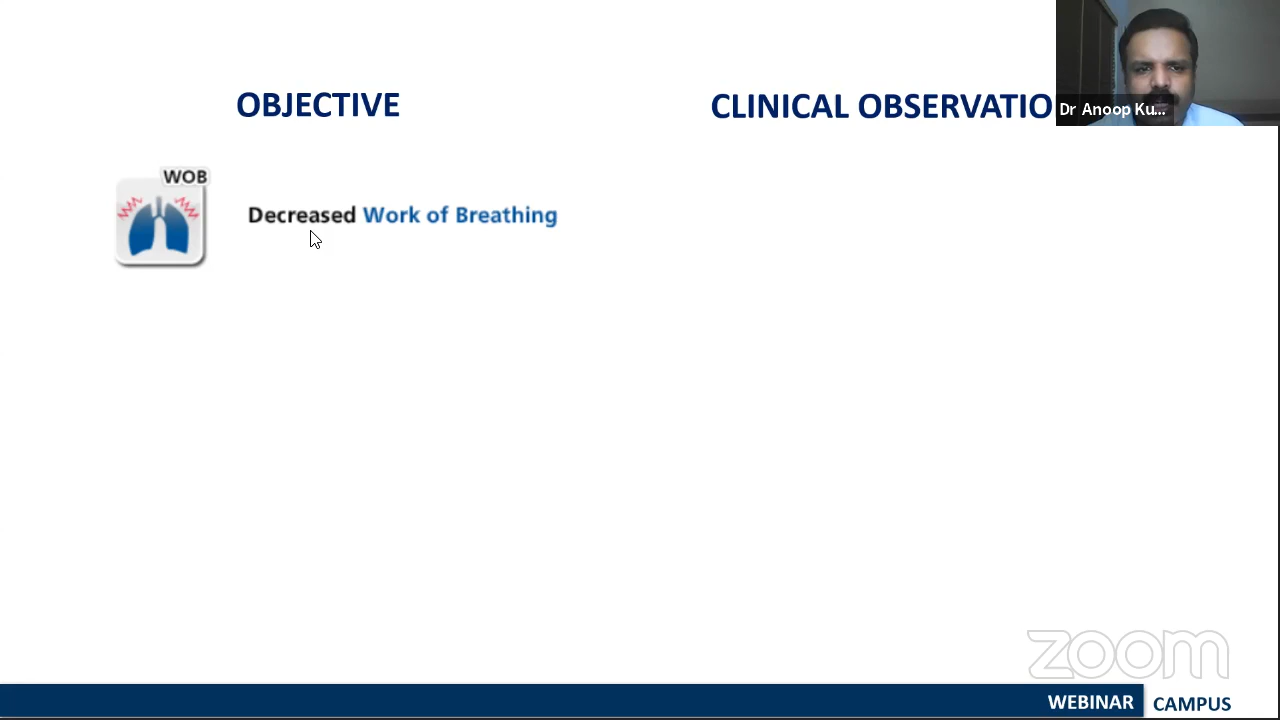 OBJECTIVE
CLINICAL OBSERVATIO
Dr Anoop Ku...
WOB
Decreased Work of Breathing
zoom
WEBINAR CAMPUS